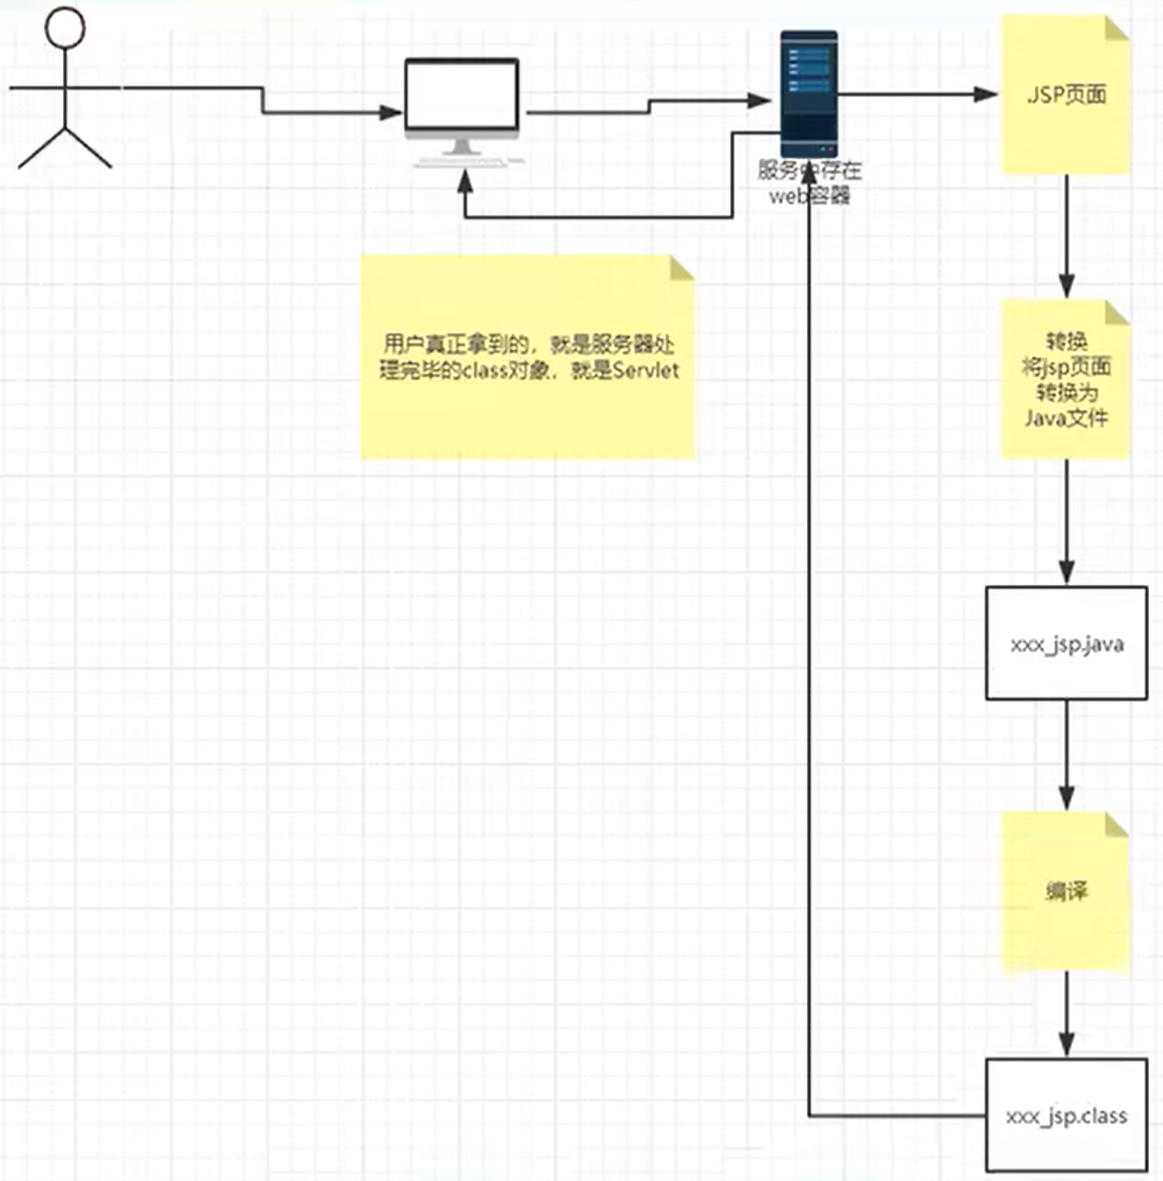 .JSP页面
服务中存在
web容器
用户真正拿到的，就是服务器处
理完毕的class对象，就是Servlet
转换
将jsp页面
转换为
Java文件
xxx_jsp.java
编译
xxx_jsp.class